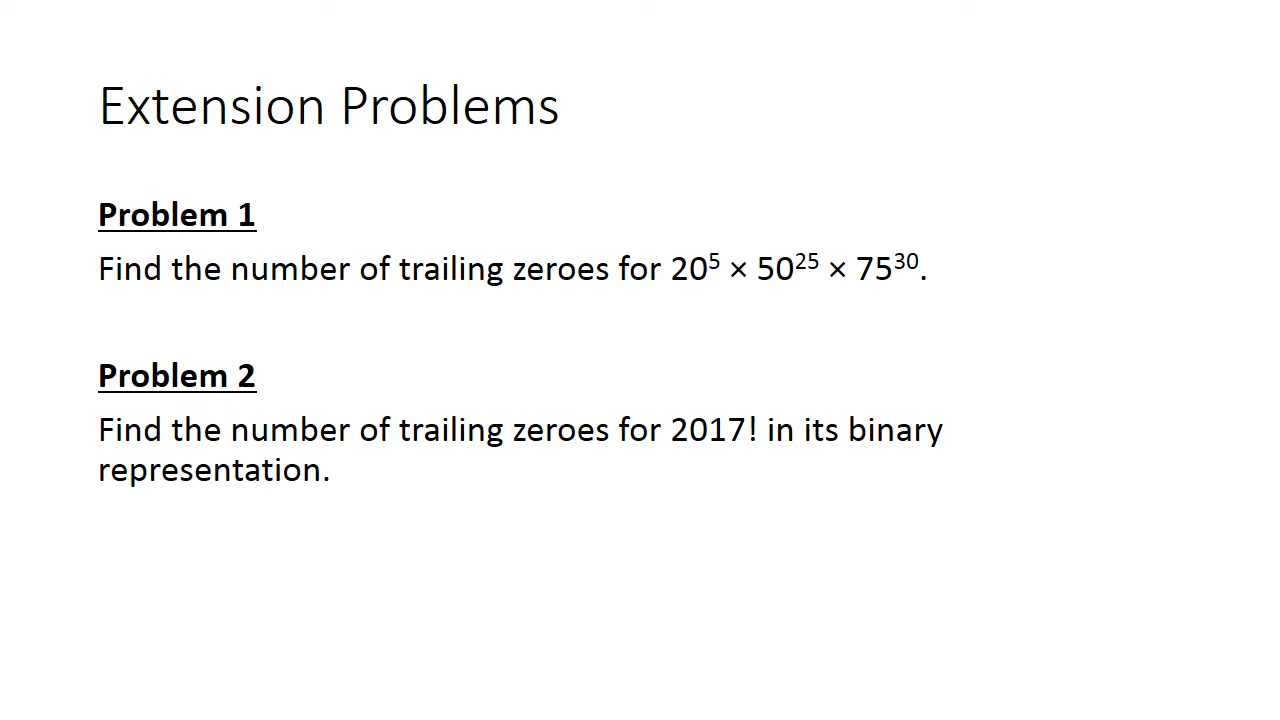 Extension Problems
Problem 1
Find the number of trailing zeroes for 20⁵ × 50²⁵ × 75³⁰.
Problem 2
Find the number of trailing zeroes for 2017! in its binary
representation.